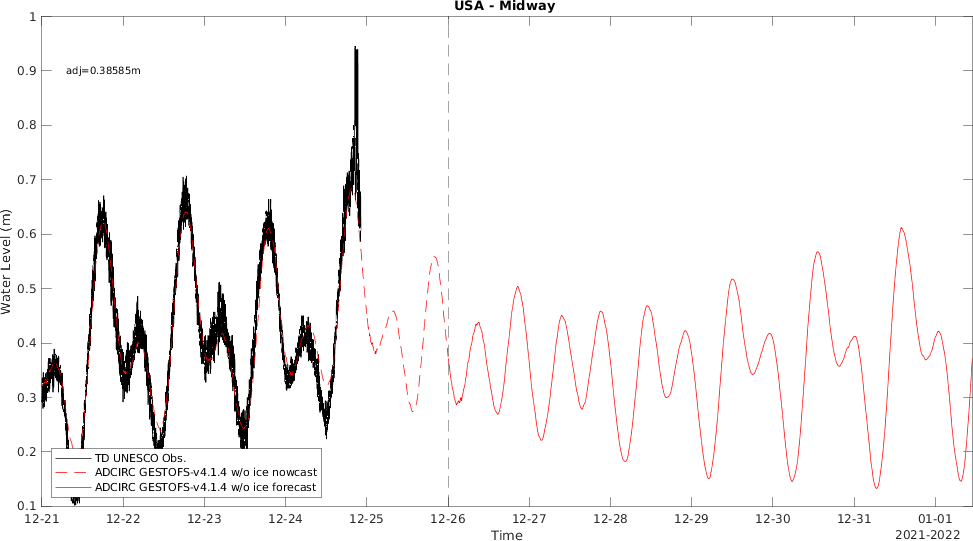 USA - Midway
1
0.9
0.8
0.7
0.6
0.5
0.4
0.3
0.2
0.1
Water Level (m)
adj=0.38585m
TD UNESCO Obs.
ADCIRC GESTOFS-v4.1.4 w/o ice nowcast
ADCIRC GESTOFS-v4.1.4 w/o ice forecast
12-21 12-22 12-23 12-24 12-25 12-26 12-27 12-28 12-29 12-30 12-31 01-01
Time
2021-2022